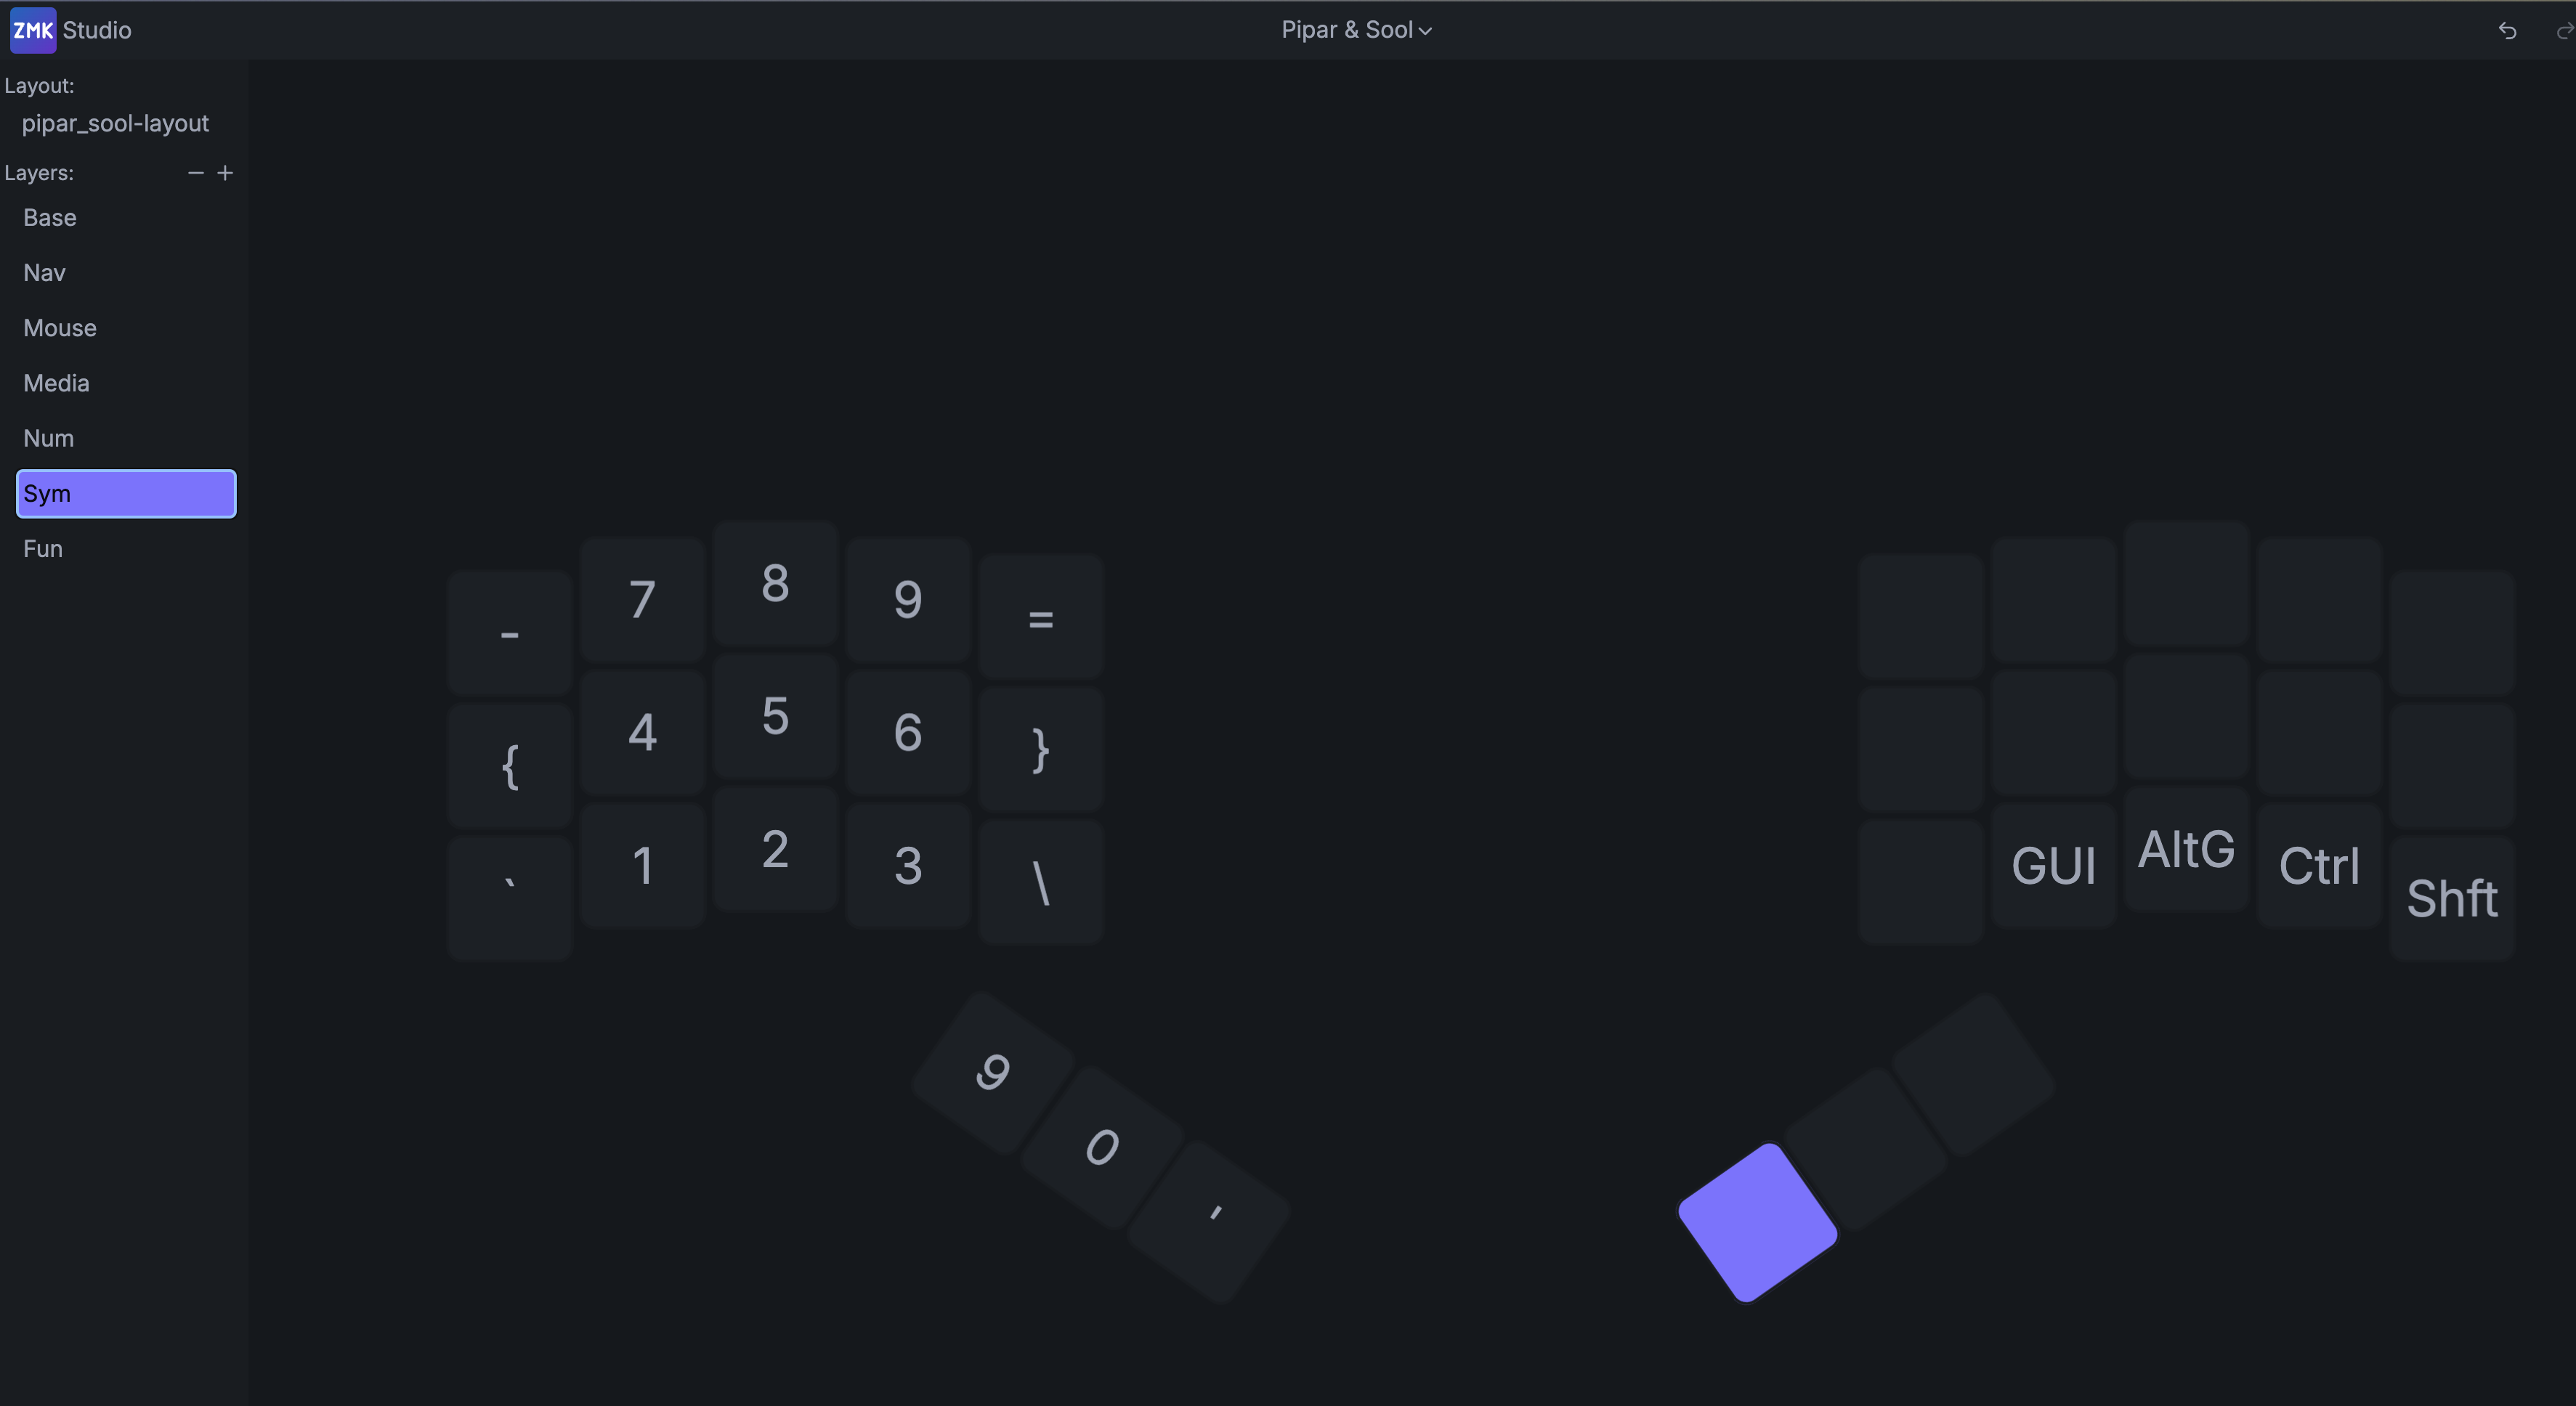 ZMK Studio
Pipar & Sool
Layout:
pipar_sool-layout
Layers:
Base
Nav
Mouse
Media
Num
Sym
Fun
- 7 8 9 =
{ 4 5 6 }
` 1 2 3 \
GUI AltG Ctrl Shft
9 0 ,